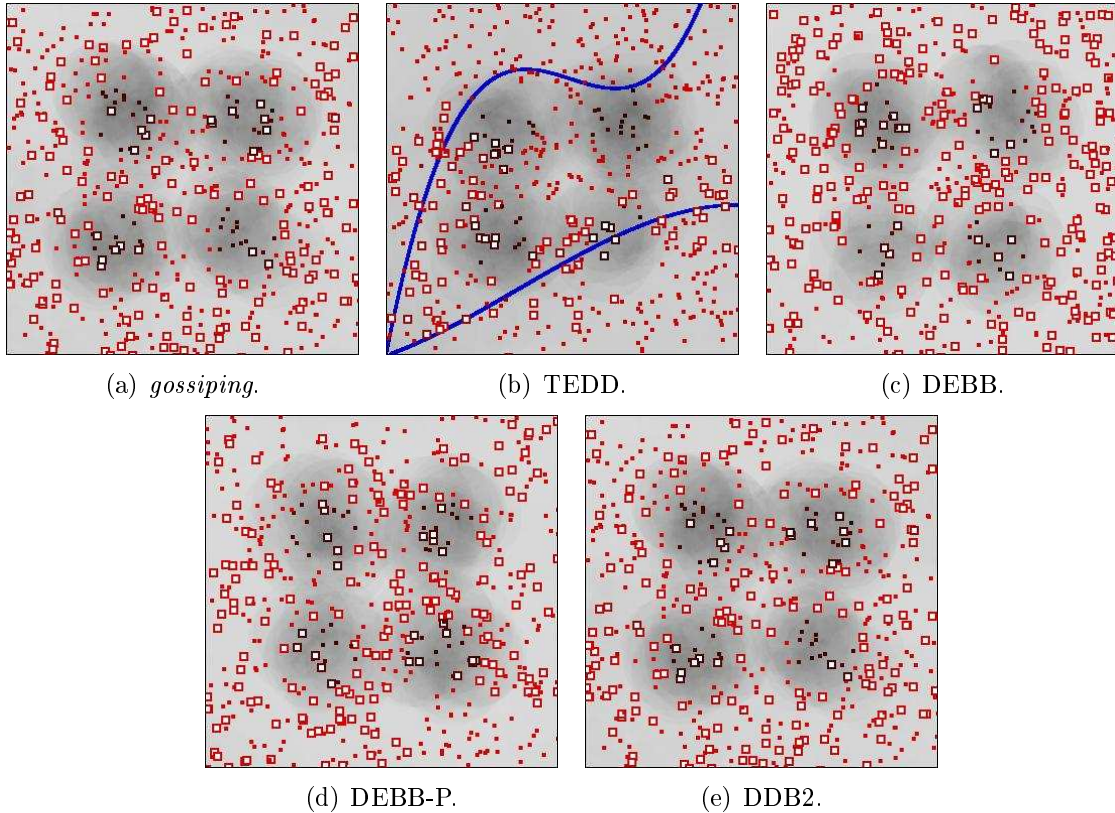 (a) gossiping.
(b) TEDD.
(c) DEBB.
(d) DEBB-P.
(e) DDB2.